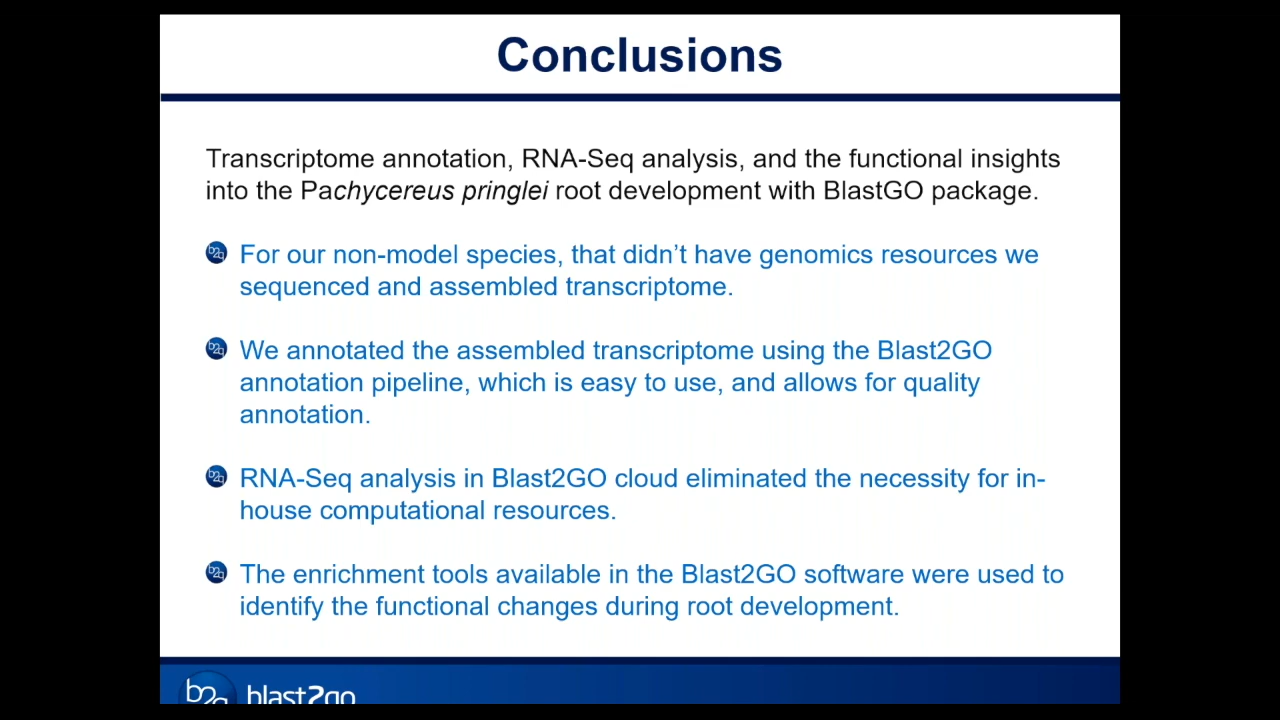 Conclusions
Transcriptome annotation, RNA-Seq analysis, and the functional insights
into the Pachycereus pringlei root development with BlastGO package.
For our non-model species, that didn't have genomics resources we
sequenced and assembled transcriptome.
We annotated the assembled transcriptome using the Blast2GO
annotation pipeline, which is easy to use, and allows for quality
annotation.
RNA-Seq analysis in Blast2GO cloud eliminated the necessity for in-
house computational resources.
The enrichment tools available in the Blast2GO software were used to
identify the functional changes during root development.
b2g blast2go